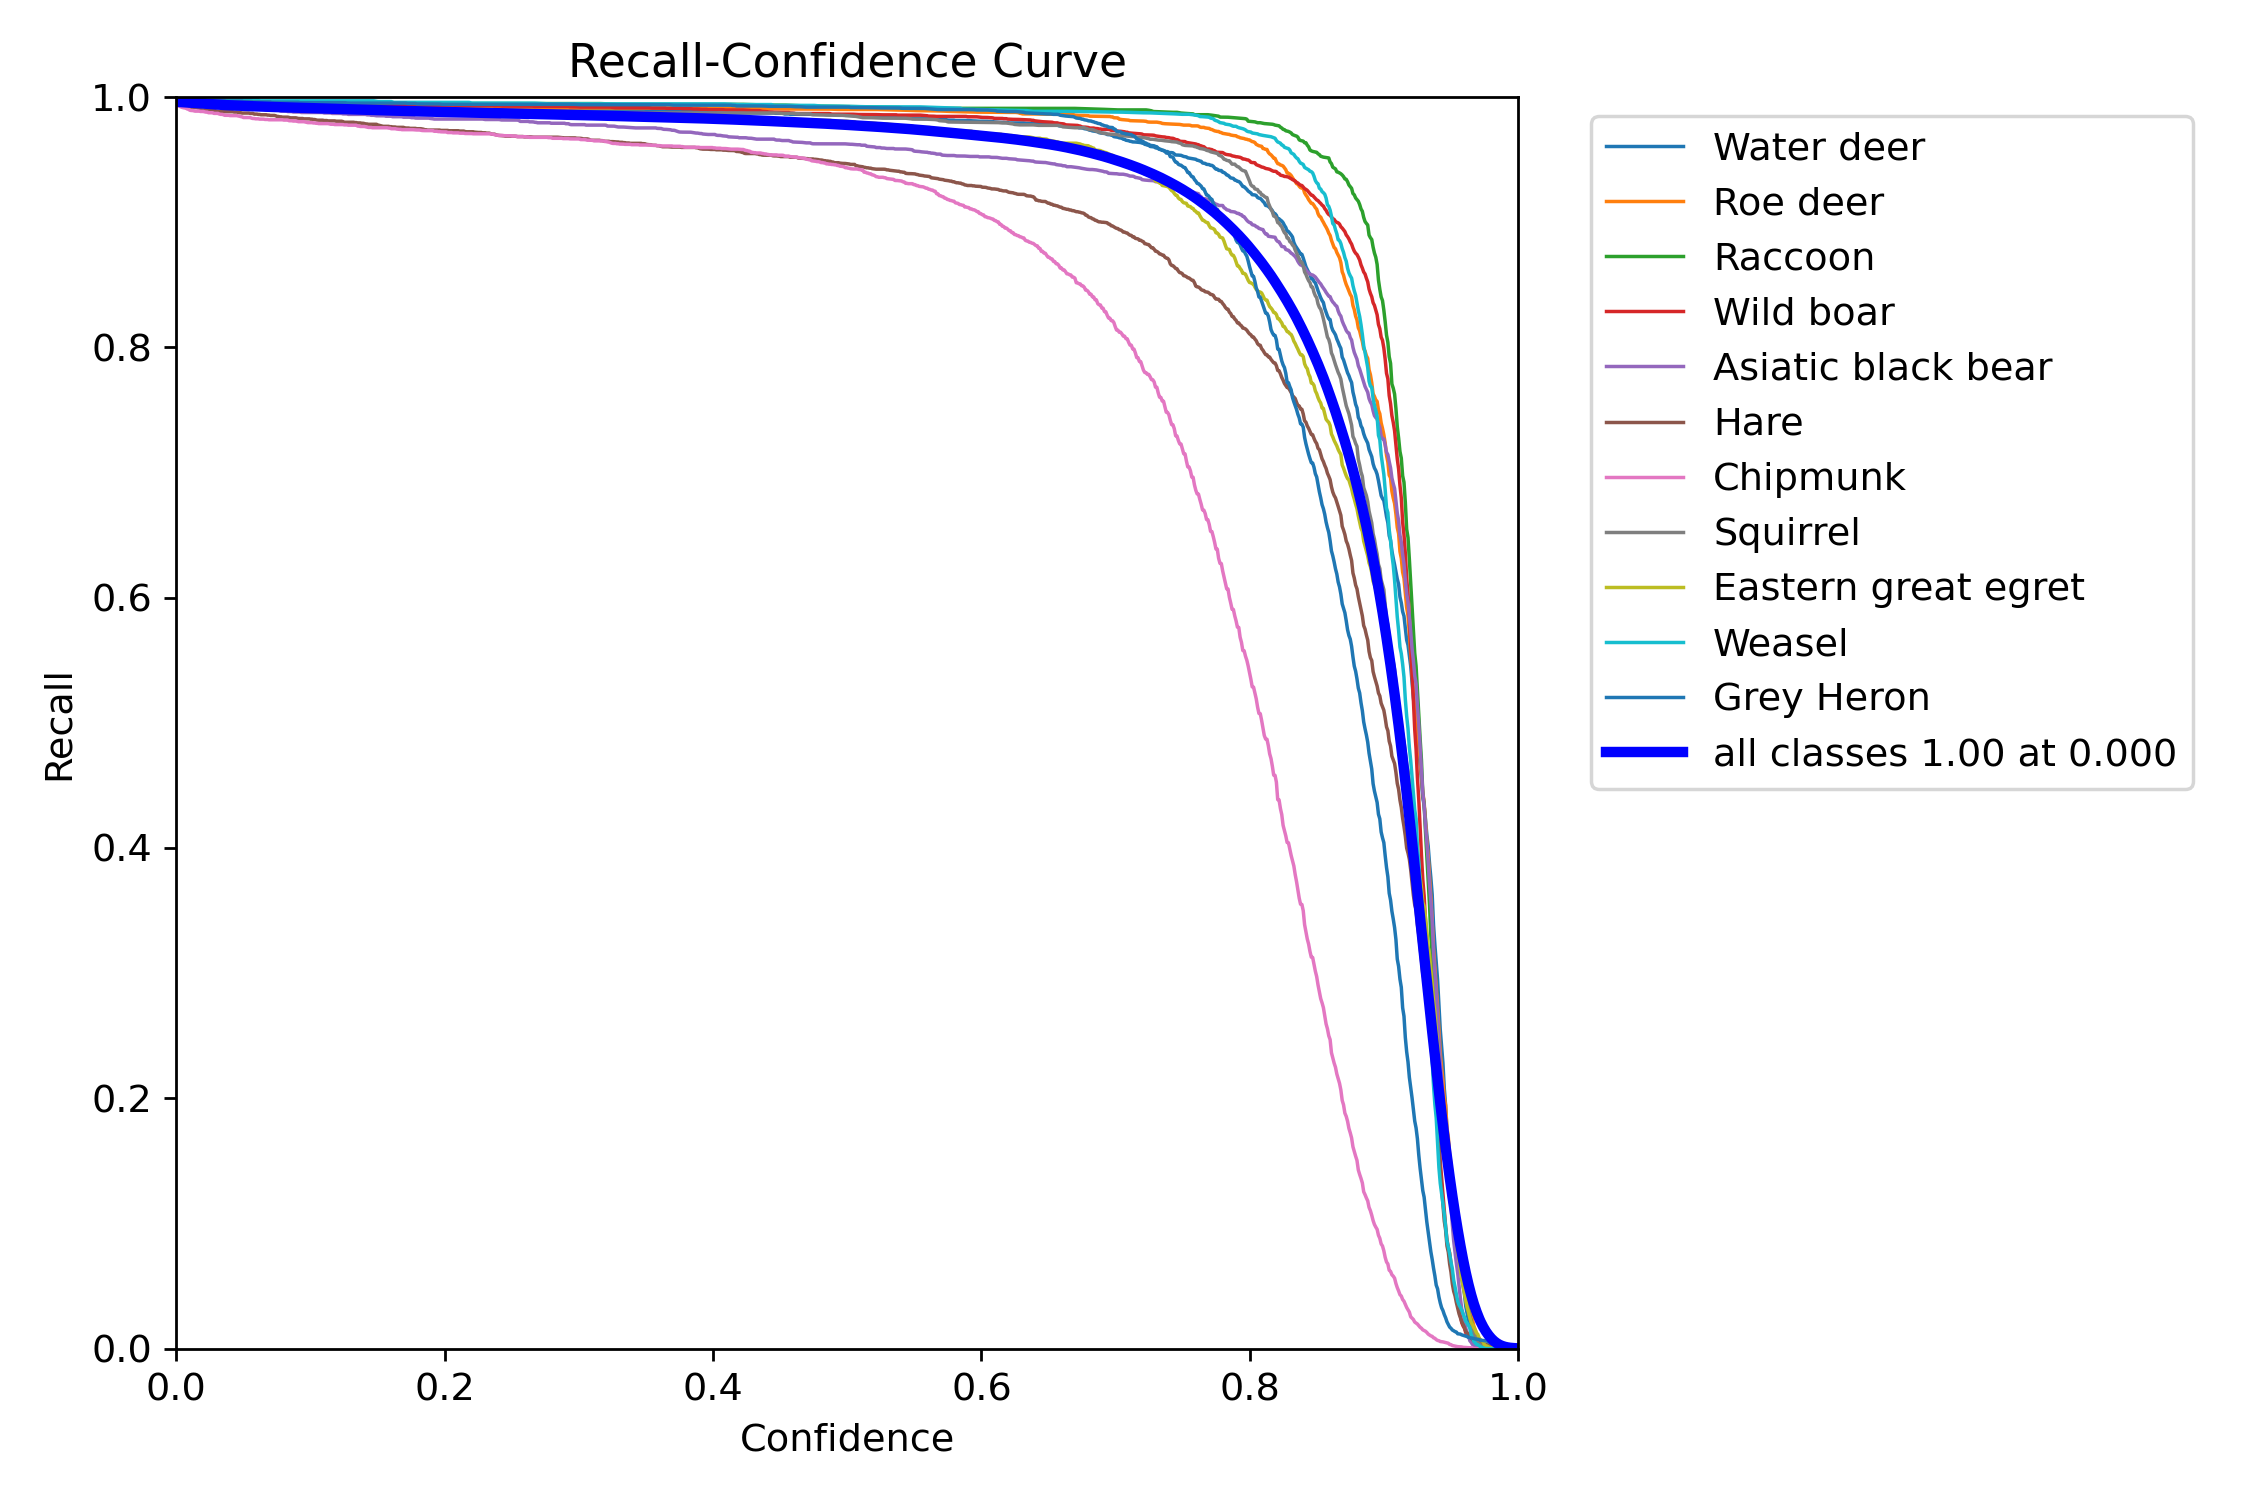 Recall-Confidence Curve
1.0
0.8
0.6
0.4
0.2
0.0
Recall
0.0 0.2 0.4 0.6 0.8 1.0
Confidence
Water deer
Roe deer
Raccoon
Wild boar
Asiatic black bear
Hare
Chipmunk
Squirrel
Eastern great egret
Weasel
Grey Heron
all classes 1.00 at 0.000